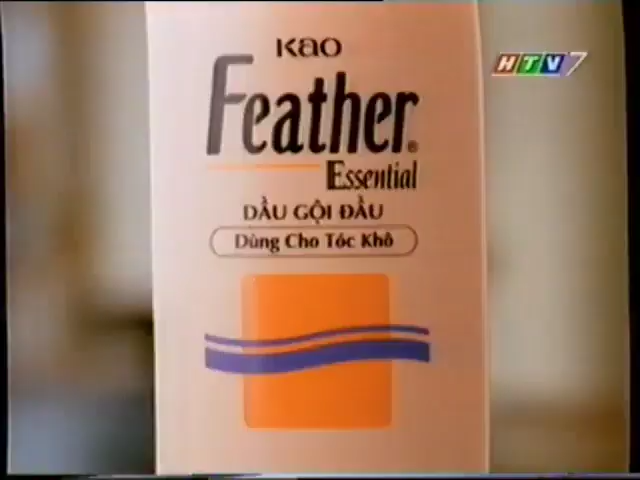 Kao
HTV7
Feather®
Essential
DẦU GỘI ĐẦU
Dùng Cho Tóc Khô